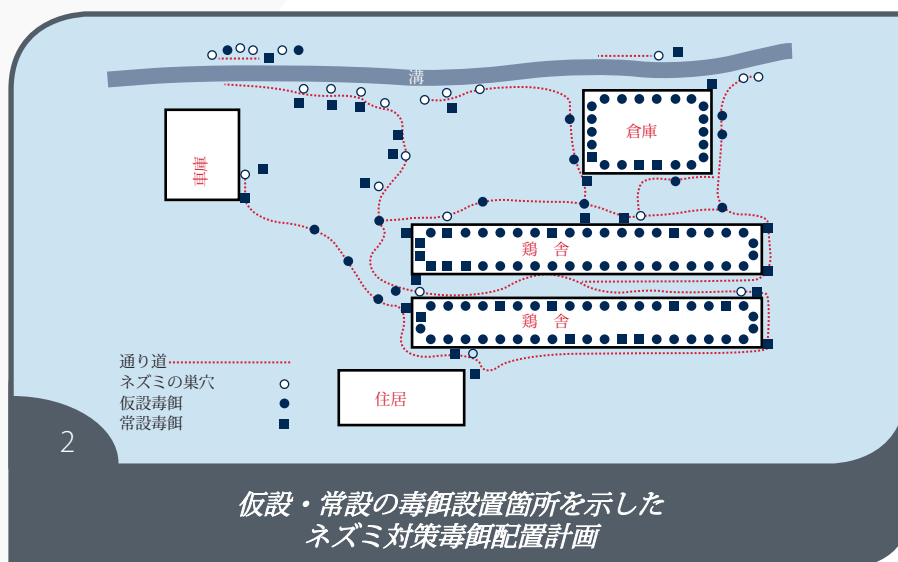 溝
倉庫
車庫
鶏 舎
鶏 舎
住居
通り道
ネズミの巣穴
仮設毒餌
常設毒餌
2
仮設・常設の毒餌設置箇所を示した
ネズミ対策毒餌配置計画